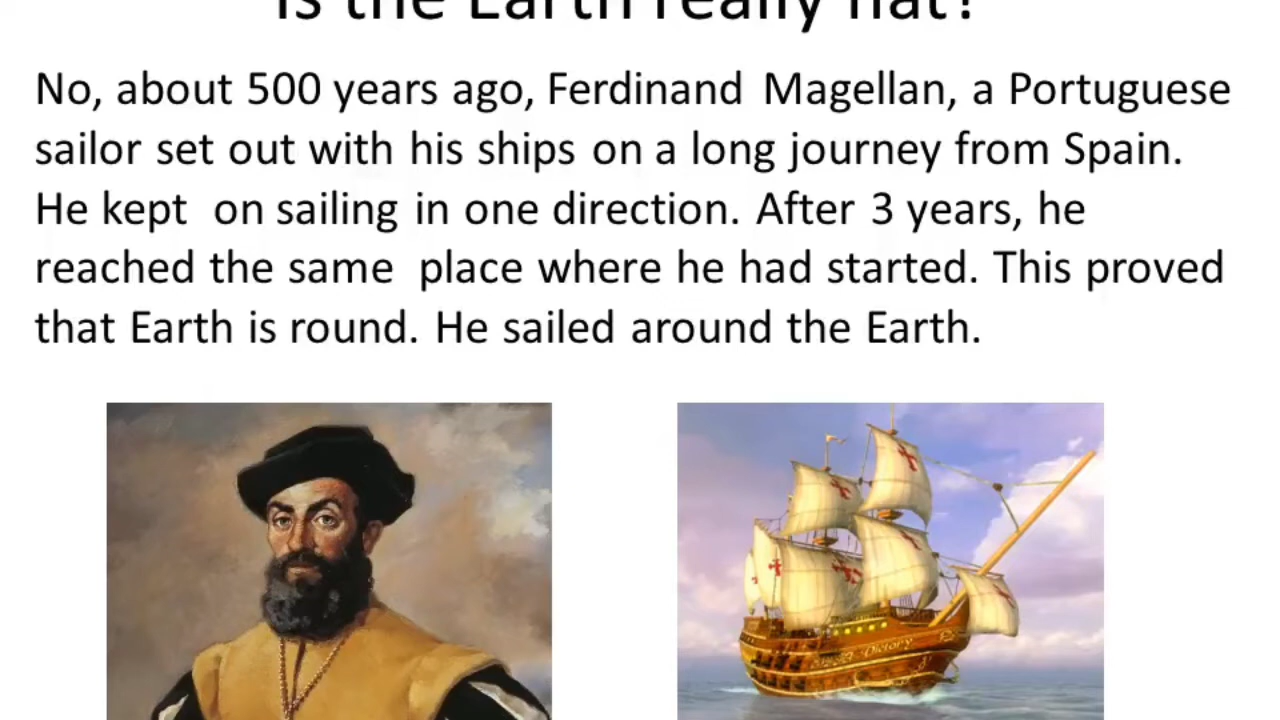 Is the Earth really flat?
No, about 500 years ago, Ferdinand Magellan, a Portuguese
sailor set out with his ships on a long journey from Spain.
He kept on sailing in one direction. After 3 years, he
reached the same place where he had started. This proved
that Earth is round. He sailed around the Earth.
Victory